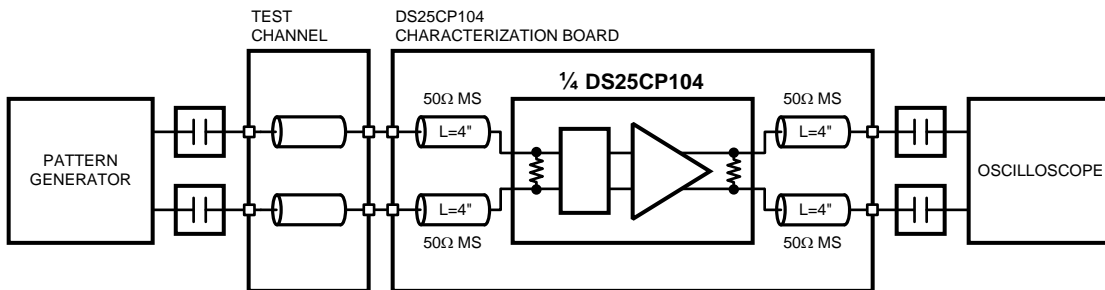 TEST
CHANNEL
DS25CP104
CHARACTERIZATION BOARD
¼ DS25CP104
50Ω MS
50Ω MS
L=4"
L=4"
PATTERN
GENERATOR
OSCILLOSCOPE
L=4"
L=4"
50Ω MS
50Ω MS